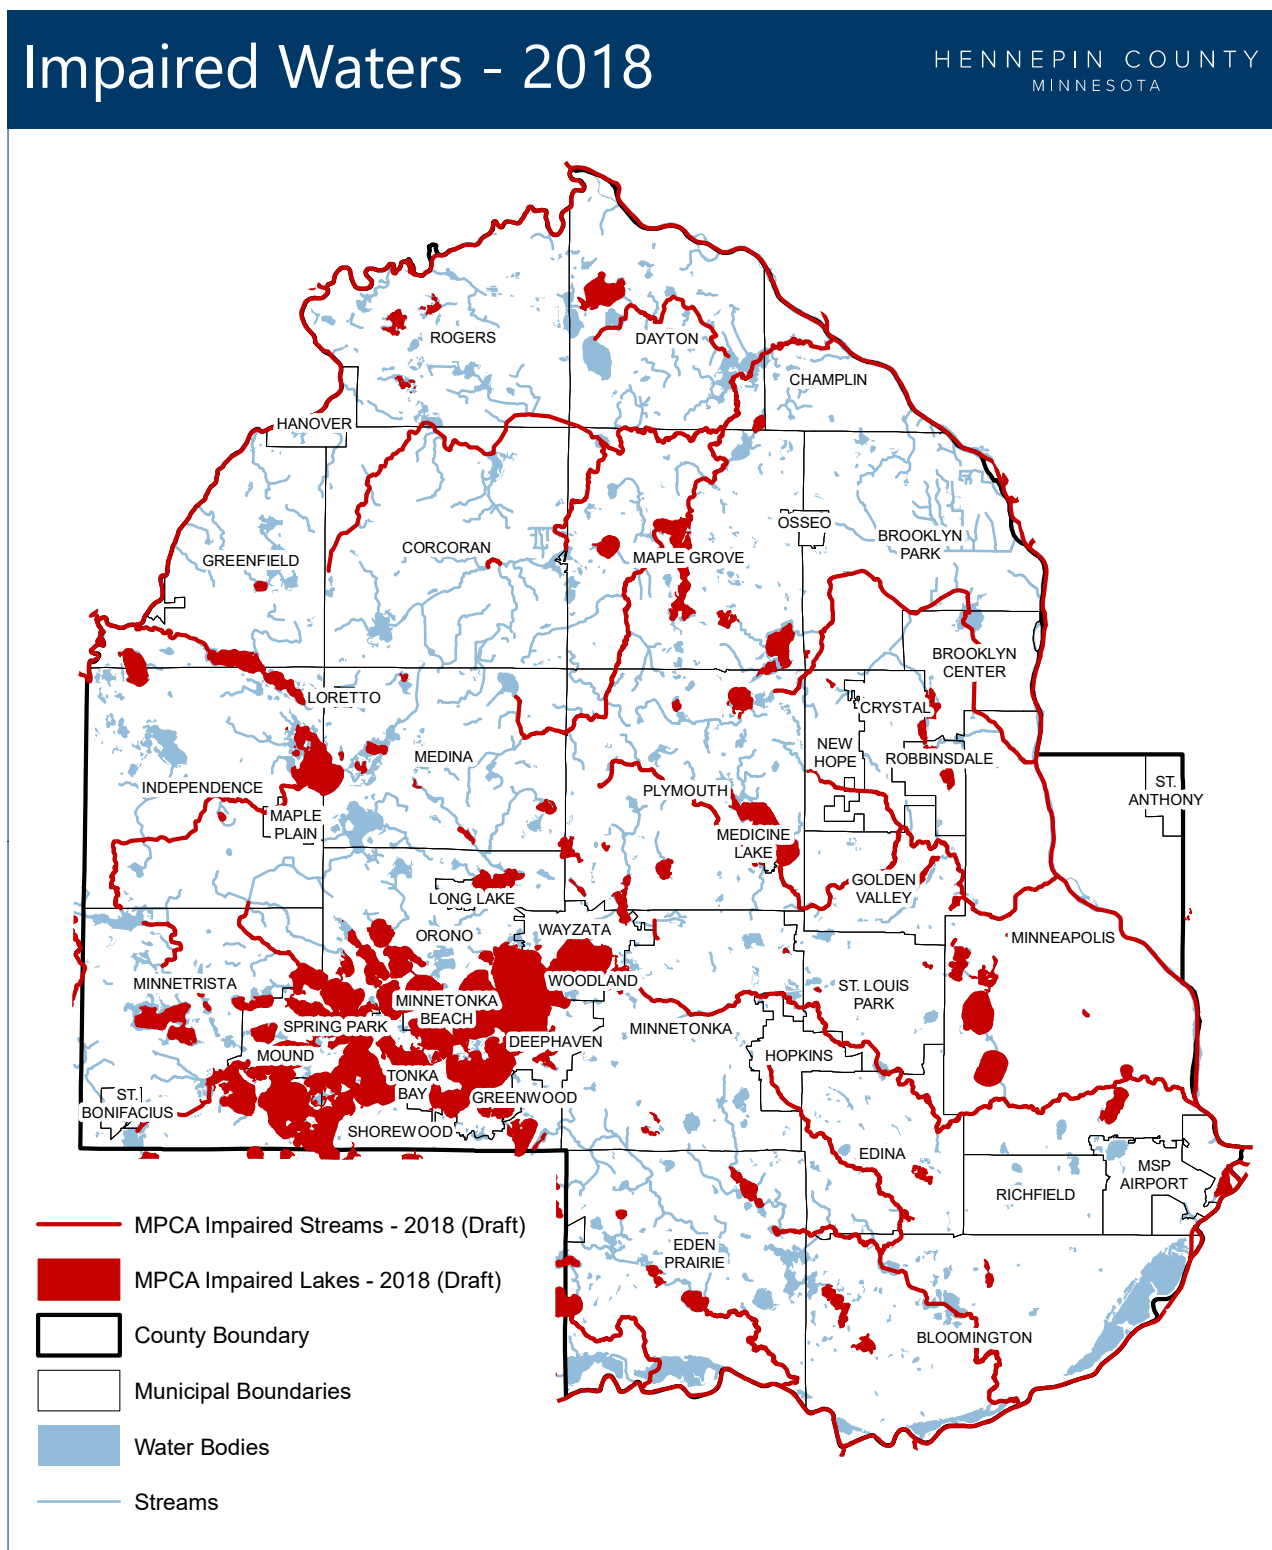 Impaired Waters - 2018
HENNEPIN COUNTY
MINNESOTA
ROGERS
DAYTON
CHAMPLIN
HANOVER
OSSEO
BROOKLYN
PARK
CORCORAN
MAPLE GROVE
GREENFIELD
BROOKLYN
CENTER
LORETTO
CRYSTAL
NEW
HOPE
ROBBINSDALE
MEDINA
INDEPENDENCE
PLYMOUTH
ST.
ANTHONY
MAPLE
PLAIN
MEDICINE
LAKE
GOLDEN
VALLEY
LONG LAKE
ORONO
WAYZATA
MINNEAPOLIS
MINNETRISTA
WOODLAND
ST. LOUIS
PARK
MINNETONKA
BEACH
SPRING PARK
MINNETONKA
DEEPHAVEN
MOUND
HOPKINS
TONKA
BAY
GREENWOOD
ST.
BONIFACIUS
SHOREWOOD
EDINA
MSP
AIRPORT
RICHFIELD
EDEN
PRAIRIE
BLOOMINGTON
MPCA Impaired Streams - 2018 (Draft)
MPCA Impaired Lakes - 2018 (Draft)
County Boundary
Municipal Boundaries
Water Bodies
Streams